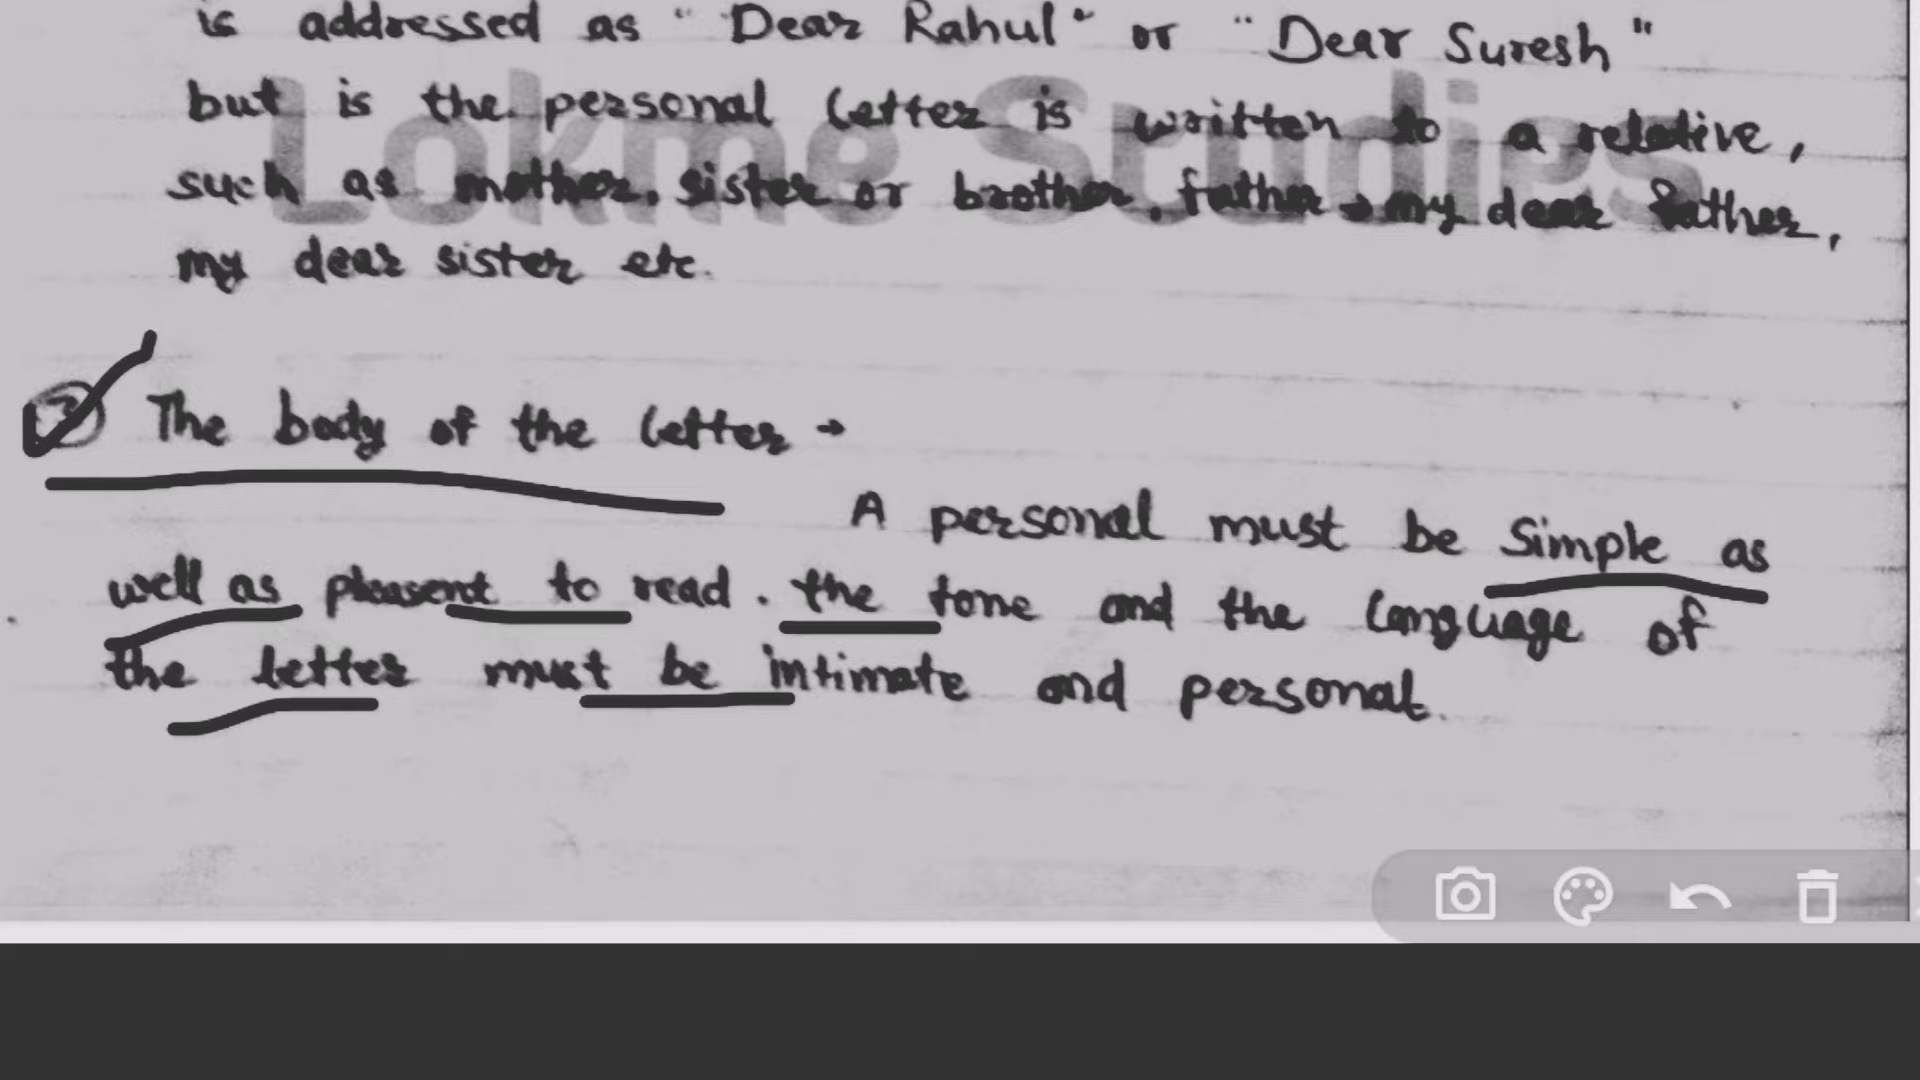 is addressed as "Dear Rahul" or "Dear Suresh"
but is the personal letter is written to a relative,
such as mother, sister or brother, father → my dear father,
my dear sister etc.
Lokme Studies
3 The body of the letter →
A personal must be simple as
well as pleasent to read. the tone and the language of
the letter must be intimate and personal.